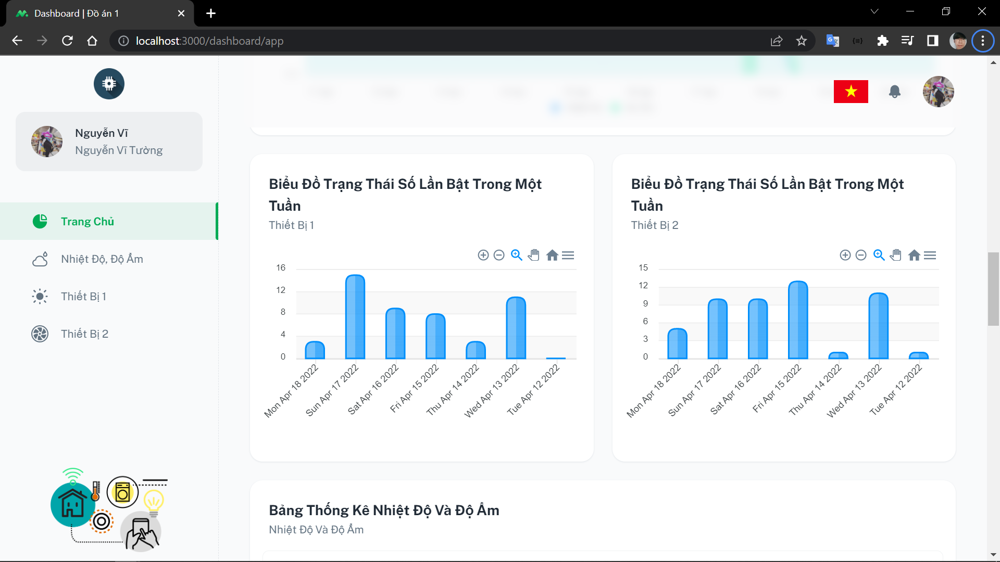 Dashboard | Đồ án 1
localhost:3000/dashboard/app
Nguyễn Vĩ
Nguyễn Vĩ Tường
Trang Chủ
Nhiệt Độ, Độ Ẩm
Thiết Bị 1
Thiết Bị 2
Biểu Đồ Trạng Thái Số Lần Bật Trong Một
Tuần
Thiết Bị 1
16
12
8
4
0
Mon Apr 18 2022
Sun Apr 17 2022
Sat Apr 16 2022
Fri Apr 15 2022
Thu Apr 14 2022
Wed Apr 13 2022
Tue Apr 12 2022
Biểu Đồ Trạng Thái Số Lần Bật Trong Một
Tuần
Thiết Bị 2
15
12
9
6
3
0
Mon Apr 18 2022
Sun Apr 17 2022
Sat Apr 16 2022
Fri Apr 15 2022
Thu Apr 14 2022
Wed Apr 13 2022
Tue Apr 12 2022
Bảng Thống Kê Nhiệt Độ Và Độ Ẩm
Nhiệt Độ Và Độ Ẩm